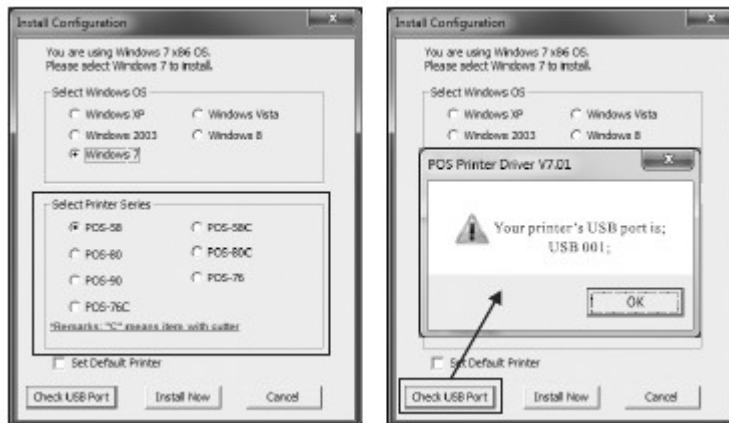 Install Configuration
You are using Windows 7 x86 OS.
Please select Windows 7 to install.
Select Windows OS
Windows XP
Windows Vista
Windows 2003
Windows 8
Windows 7
Select Printer Series
POS-58
POS-58C
POS-80
POS-80C
POS-90
POS-76
POS-76C
"Remarks: "C" means item with cutter
Set Default Printer
Check USB Port
Install Now
Cancel
Install Configuration
You are using Windows 7 x86 OS.
Please select Windows 7 to install.
Select Windows OS
Windows XP
Windows Vista
Windows 2003
Windows 8
POS Printer Driver V7.01
Your printer's USB port is;
USB 001;
OK
Set Default Printer
Check USB Port
Install Now
Cancel